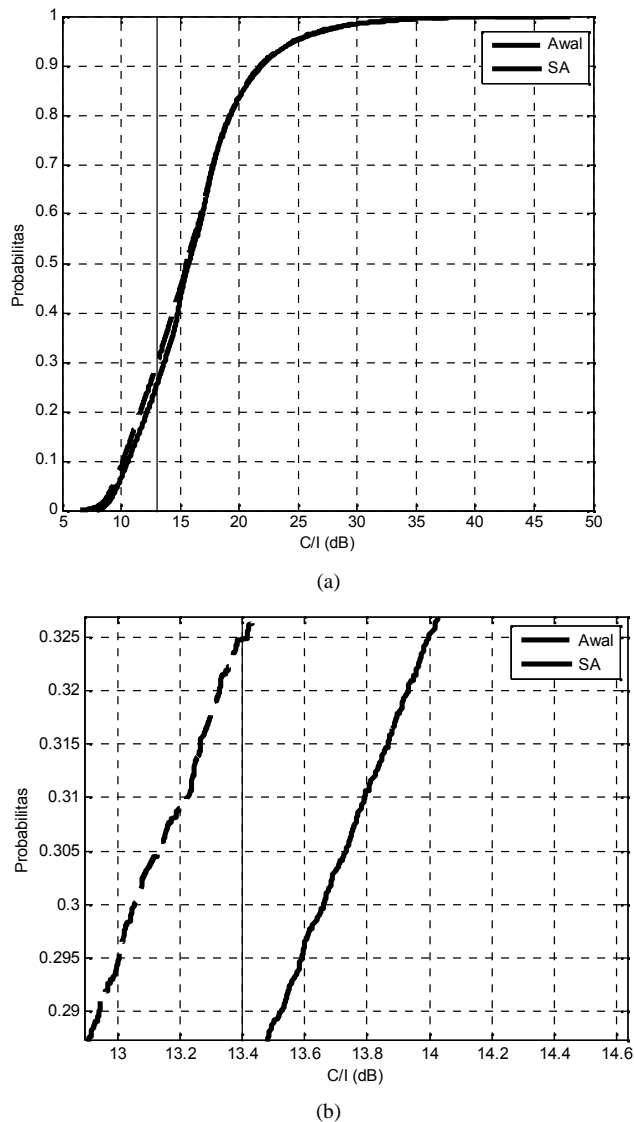 1
0.9
0.8
0.7
0.6
0.5
0.4
0.3
0.2
0.1
0
Probabilitas
Awal
SA
5 10 15 20 25 30 35 40 45 50
C/I (dB)
(a)
0.325
0.32
0.315
0.31
0.305
0.3
0.295
0.29
Probabilitas
Awal
SA
13 13.2 13.4 13.6 13.8 14 14.2 14.4 14.6
C/I (dB)
(b)